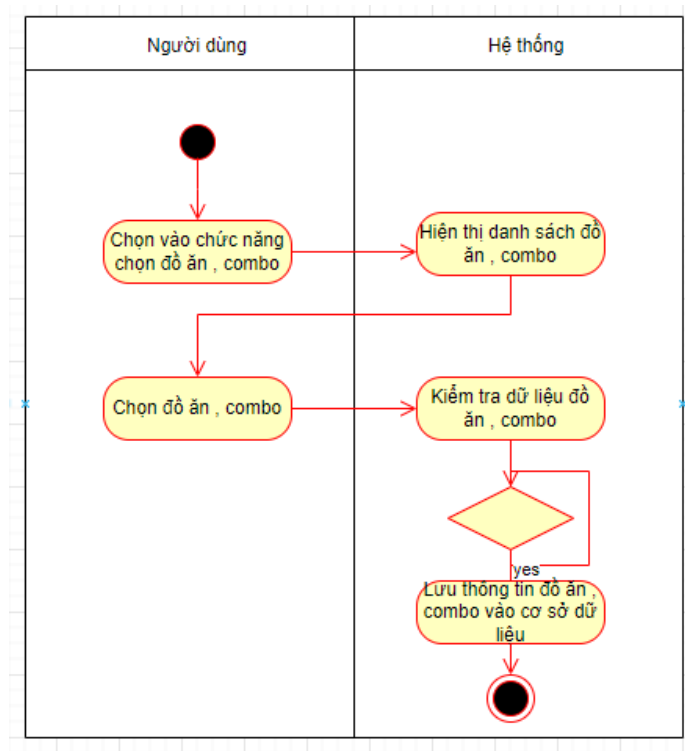 Người dùng
Hệ thống
Chọn vào chức năng
chọn đồ ăn , combo
Hiện thị danh sách đồ
ăn , combo
Chọn đồ ăn , combo
Kiểm tra dữ liệu đồ
ăn , combo
yes
Lưu thông tin đồ ăn ,
combo vào cơ sở dữ
liệu